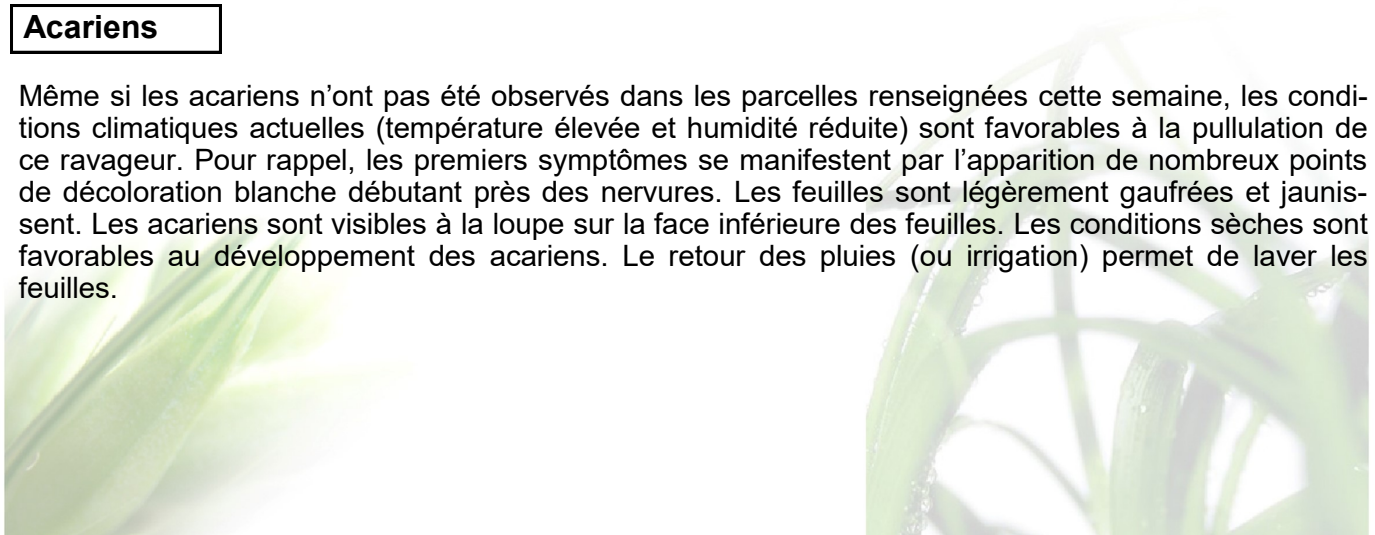 Acariens
Même si les acariens n’ont pas été observés dans les parcelles renseignées cette semaine, les condi-
tions climatiques actuelles (température élevée et humidité réduite) sont favorables à la pullulation de
ce ravageur. Pour rappel, les premiers symptômes se manifestent par l’apparition de nombreux points
de décoloration blanche débutant près des nervures. Les feuilles sont légèrement gaufrées et jaunis-
sent. Les acariens sont visibles à la loupe sur la face inférieure des feuilles. Les conditions sèches sont
favorables au développement des acariens. Le retour des pluies (ou irrigation) permet de laver les
feuilles.